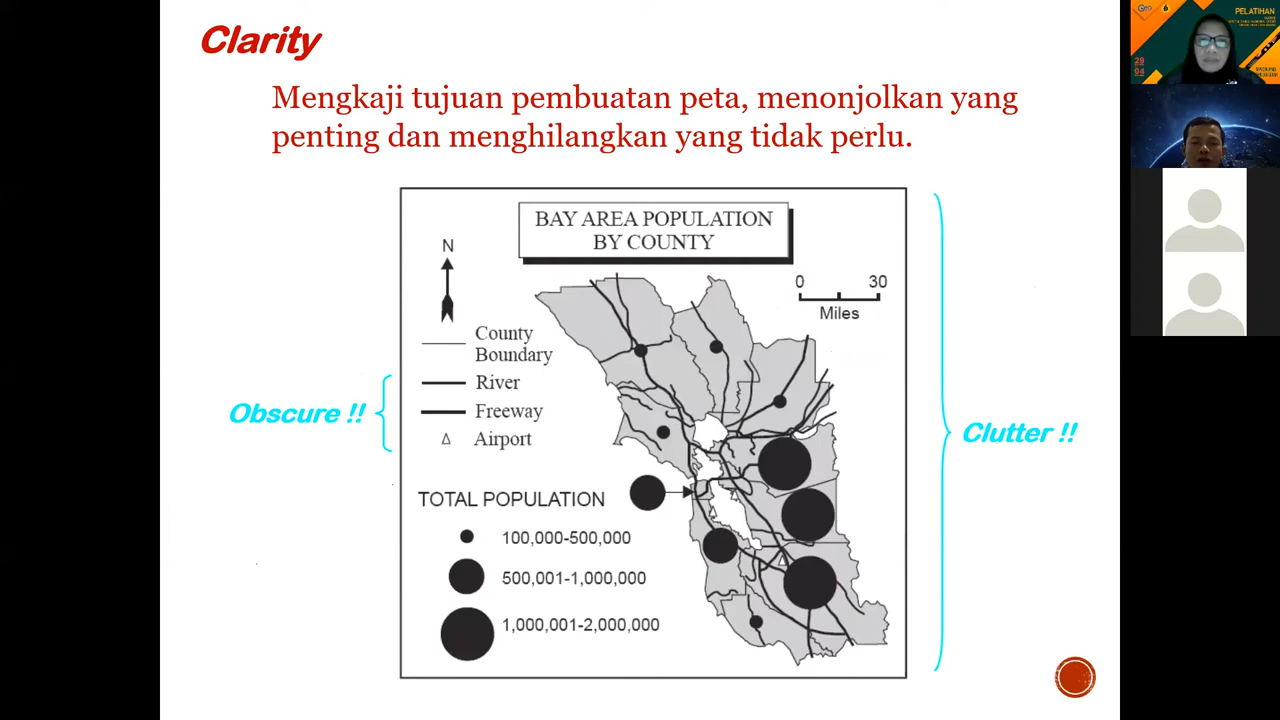 Clarity
Mengkaji tujuan pembuatan peta, menonjolkan yang
penting dan menghilangkan yang tidak perlu.
BAY AREA POPULATION
BY COUNTY
N
0 30
Miles
County
Boundary
River
Freeway
Airport
Obscure !!
Clutter !!
TOTAL POPULATION
100,000-500,000
500,001-1,000,000
1,000,001-2,000,000
PELATIHAN
28
04